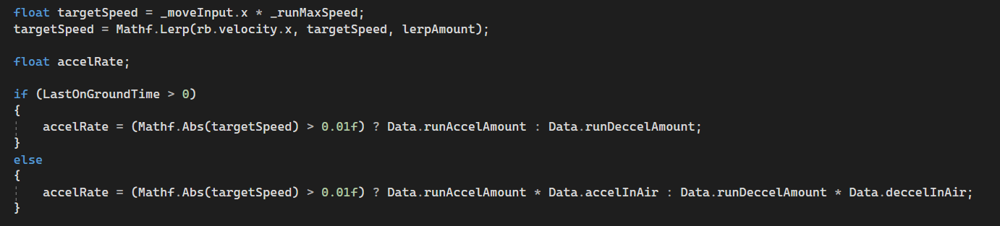 float targetSpeed = _moveInput.x * _runMaxSpeed;
targetSpeed = Mathf.Lerp(rb.velocity.x, targetSpeed, lerpAmount);
float accelRate;
if (LastOnGroundTime > 0)
{
accelRate = (Mathf.Abs(targetSpeed) > 0.01f) ? Data.runAccelAmount : Data.runDeccelAmount;
}
else
{
accelRate = (Mathf.Abs(targetSpeed) > 0.01f) ? Data.runAccelAmount * Data.accelInAir : Data.runDeccelAmount * Data.deccelInAir;
}